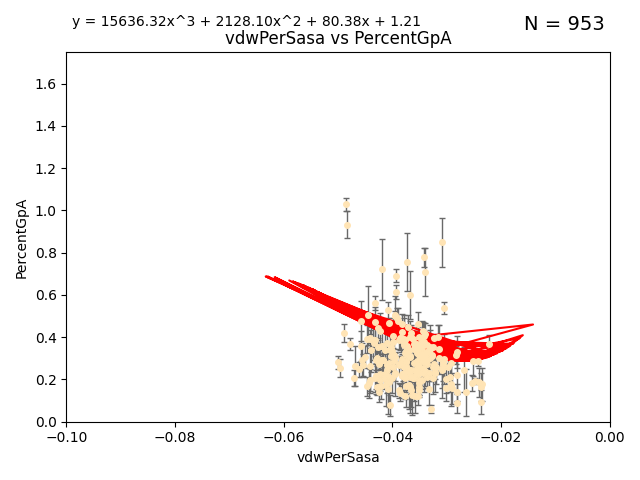 y = 15636.32x^3 + 2128.10x^2 + 80.38x + 1.21
N = 953
vdwPerSasa vs PercentGpA
1.6
1.4
1.2
1.0
0.8
0.6
0.4
0.2
0.0
PercentGpA
−0.10 −0.08 −0.06 −0.04 −0.02 0.00
vdwPerSasa